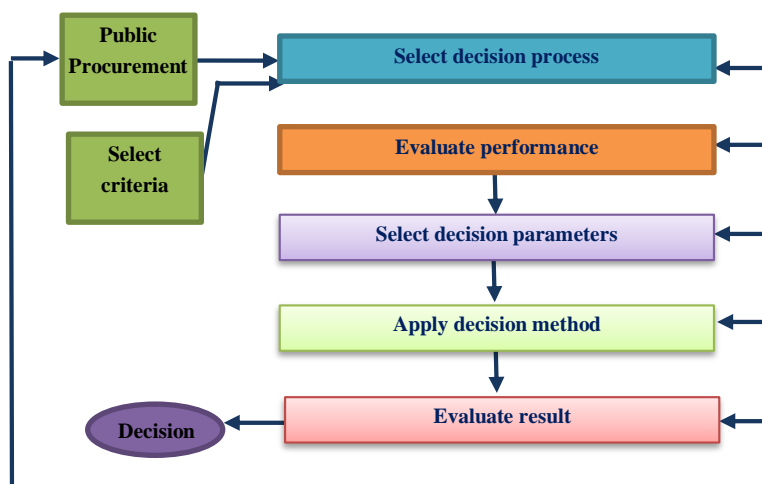 Public
Procurement
Select decision process
Select
criteria
Evaluate performance
Select decision parameters
Apply decision method
Evaluate result
Decision